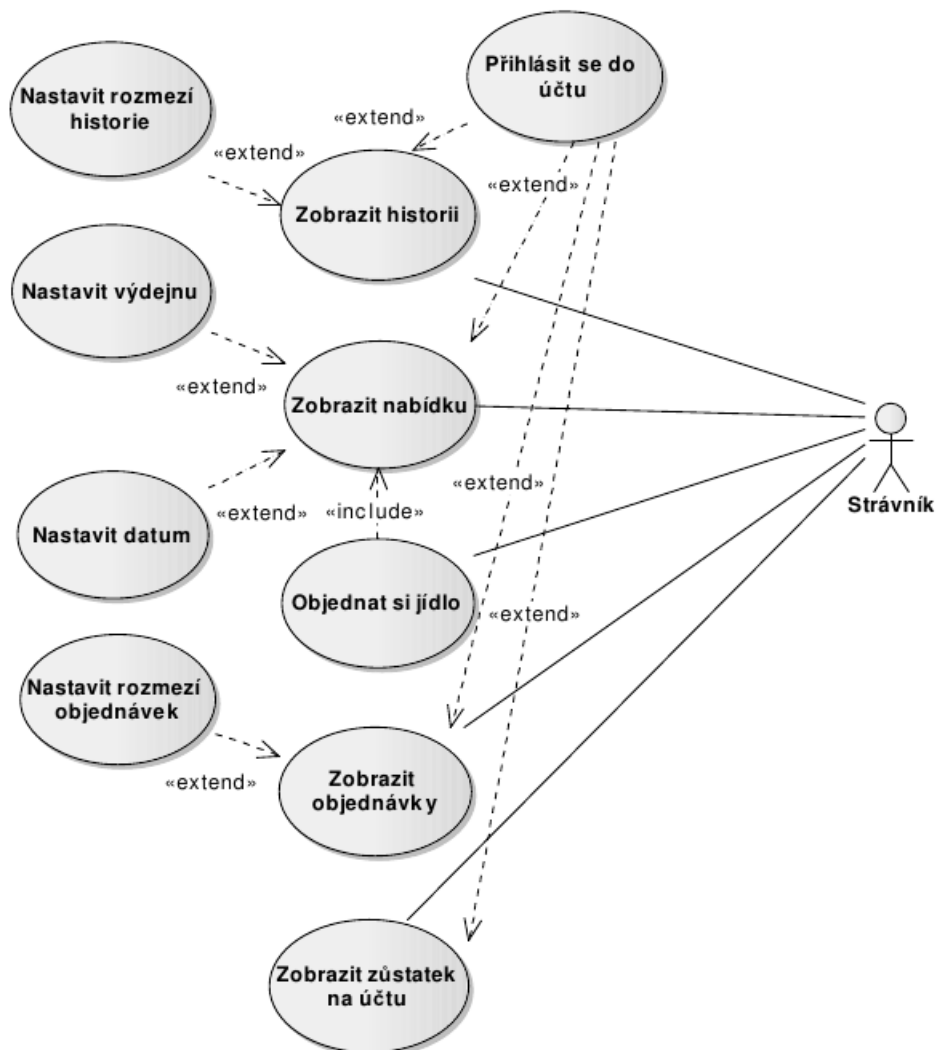 Přihlásit se do
účtu
Nastavit rozmezí
historie
«extend»
«extend»
«extend»
Zobrazit historii
Nastavit výdejnu
«extend»
Zobrazit nabídku
Strávník
«extend»
«extend»
«include»
Nastavit datum
Objednat si jídlo
«extend»
Nastavit rozmezí
objednávek
«extend»
Zobrazit
objednávky
Zobrazit zůstatek
na účtu